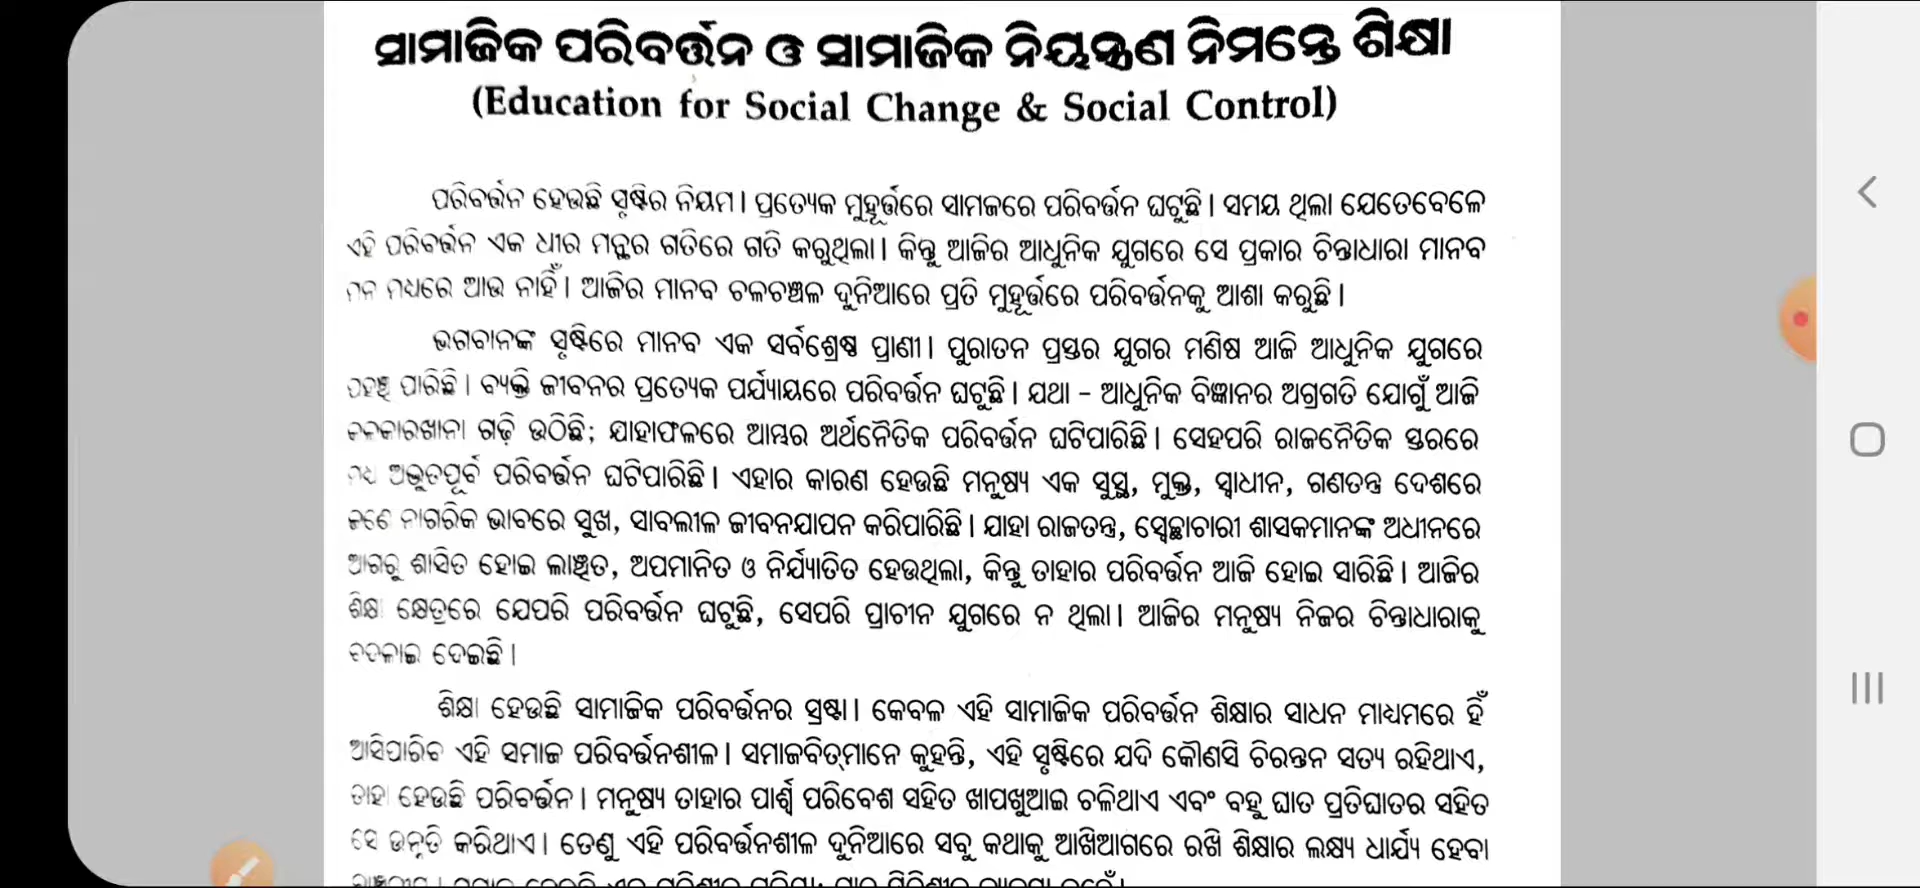 ସାମାଜିକ ପରିବର୍ତ୍ତନ ଓ ସାମାଜିକ ନିୟନ୍ତ୍ରଣ ନିମନ୍ତେ ଶିକ୍ଷା
(Education for Social Change & Social Control)
ପରିବର୍ତ୍ତନ ହେଉଛି ସୃଷ୍ଟିର ନିୟମ। ପ୍ରତ୍ୟେକ ମୁହୂର୍ତ୍ତରେ ସାମଜରେ ପରିବର୍ତ୍ତନ ଘଟୁଛି। ସମୟ ଥିଲା ଯେତେବେଳେ
ଏହି ପରିବର୍ତ୍ତନ ଏକ ଧୀର ମନ୍ଥର ଗତିରେ ଗତି କରୁଥିଲା। କିନ୍ତୁ ଆଜିର ଆଧୁନିକ ଯୁଗରେ ସେ ପ୍ରକାର ଚିନ୍ତାଧାରା ମାନବ
ମନ ମଧ୍ୟରେ ଆଉ ନାହିଁ। ଆଜିର ମାନବ ଚଳଚଞ୍ଚଳ ଦୁନିଆରେ ପ୍ରତି ମୁହୂର୍ତ୍ତରେ ପରିବର୍ତ୍ତନକୁ ଆଶା କରୁଛି।
ଭଗବାନଙ୍କ ସୃଷ୍ଟିରେ ମାନବ ଏକ ସର୍ବଶ୍ରେଷ୍ଠ ପ୍ରାଣୀ। ପୁରାତନ ପ୍ରସ୍ତର ଯୁଗର ମଣିଷ ଆଜି ଆଧୁନିକ ଯୁଗରେ
ପହଞ୍ଚି ପାରିଛି। ବ୍ୟକ୍ତି ଜୀବନର ପ୍ରତ୍ୟେକ ପର୍ଯ୍ୟାୟରେ ପରିବର୍ତ୍ତନ ଘଟୁଛି। ଯଥା - ଆଧୁନିକ ବିଜ୍ଞାନର ଅଗ୍ରଗତି ଯୋଗୁଁ ଆଜି
କଳକାରଖାନା ଗଢ଼ି ଉଠିଛି; ଯାହାଫଳରେ ଆମ୍ଭର ଅର୍ଥନୈତିକ ପରିବର୍ତ୍ତନ ଘଟିପାରିଛି। ସେହପରି ରାଜନୈତିକ ସ୍ତରରେ
ମଧ୍ୟ ଅଭୂତପୂର୍ବ ପରିବର୍ତ୍ତନ ଘଟିପାରିଛି। ଏହାର କାରଣ ହେଉଛି ମନୁଷ୍ୟ ଏକ ସୁସ୍ଥ, ମୁକ୍ତ, ସ୍ୱାଧୀନ, ଗଣତନ୍ତ୍ର ଦେଶରେ
ଜଣେ ନାଗରିକ ଭାବରେ ସୁଖ, ସାବଲୀଳ ଜୀବନଯାପନ କରିପାରିଛି। ଯାହା ରାଜତନ୍ତ୍ର, ସ୍ୱେଚ୍ଛାଚାରୀ ଶାସକମାନଙ୍କ ଅଧୀନରେ
ଆଗରୁ ଶାସିତ ହୋଇ ଲାଞ୍ଛିତ, ଅପମାନିତ ଓ ନିର୍ଯ୍ୟାତିତ ହେଉଥିଲା, କିନ୍ତୁ ତାହାର ପରିବର୍ତ୍ତନ ଆଜି ହୋଇ ସାରିଛି। ଆଜିର
ଶିକ୍ଷା କ୍ଷେତ୍ରରେ ଯେପରି ପରିବର୍ତ୍ତନ ଘଟୁଛି, ସେପରି ପ୍ରାଚୀନ ଯୁଗରେ ନ ଥିଲା। ଆଜିର ମନୁଷ୍ୟ ନିଜର ଚିନ୍ତାଧାରାକୁ
ବଦଳାଇ ଦେଇଛି।
ଶିକ୍ଷା ହେଉଛି ସାମାଜିକ ପରିବର୍ତ୍ତନର ସ୍ରଷ୍ଟା। କେବଳ ଏହି ସାମାଜିକ ପରିବର୍ତ୍ତନ ଶିକ୍ଷାର ସାଧନ ମାଧ୍ୟମରେ ହିଁ
ଆସିପାରିବ ଏହି ସମାଜ ପରିବର୍ତ୍ତନଶୀଳ। ସମାଜବିତ୍‌ମାନେ କୁହନ୍ତି, ଏହି ସୃଷ୍ଟିରେ ଯଦି କୌଣସି ଚିରନ୍ତନ ସତ୍ୟ ରହିଥାଏ,
ତାହା ହେଉଛି ପରିବର୍ତ୍ତନ। ମନୁଷ୍ୟ ତାହାର ପାର୍ଶ୍ୱ ପରିବେଶ ସହିତ ଖାପଖୁଆଇ ଚଳିଥାଏ ଏବଂ ବହୁ ଘାତ ପ୍ରତିଘାତର ସହିତ
ସେ ଉନ୍ନତି କରିଥାଏ। ତେଣୁ ଏହି ପରିବର୍ତ୍ତନଶୀଳ ଦୁନିଆରେ ସବୁ କଥାକୁ ଆଖିଆଗରେ ରଖି ଶିକ୍ଷାର ଲକ୍ଷ୍ୟ ଧାର୍ଯ୍ୟ ହେବା